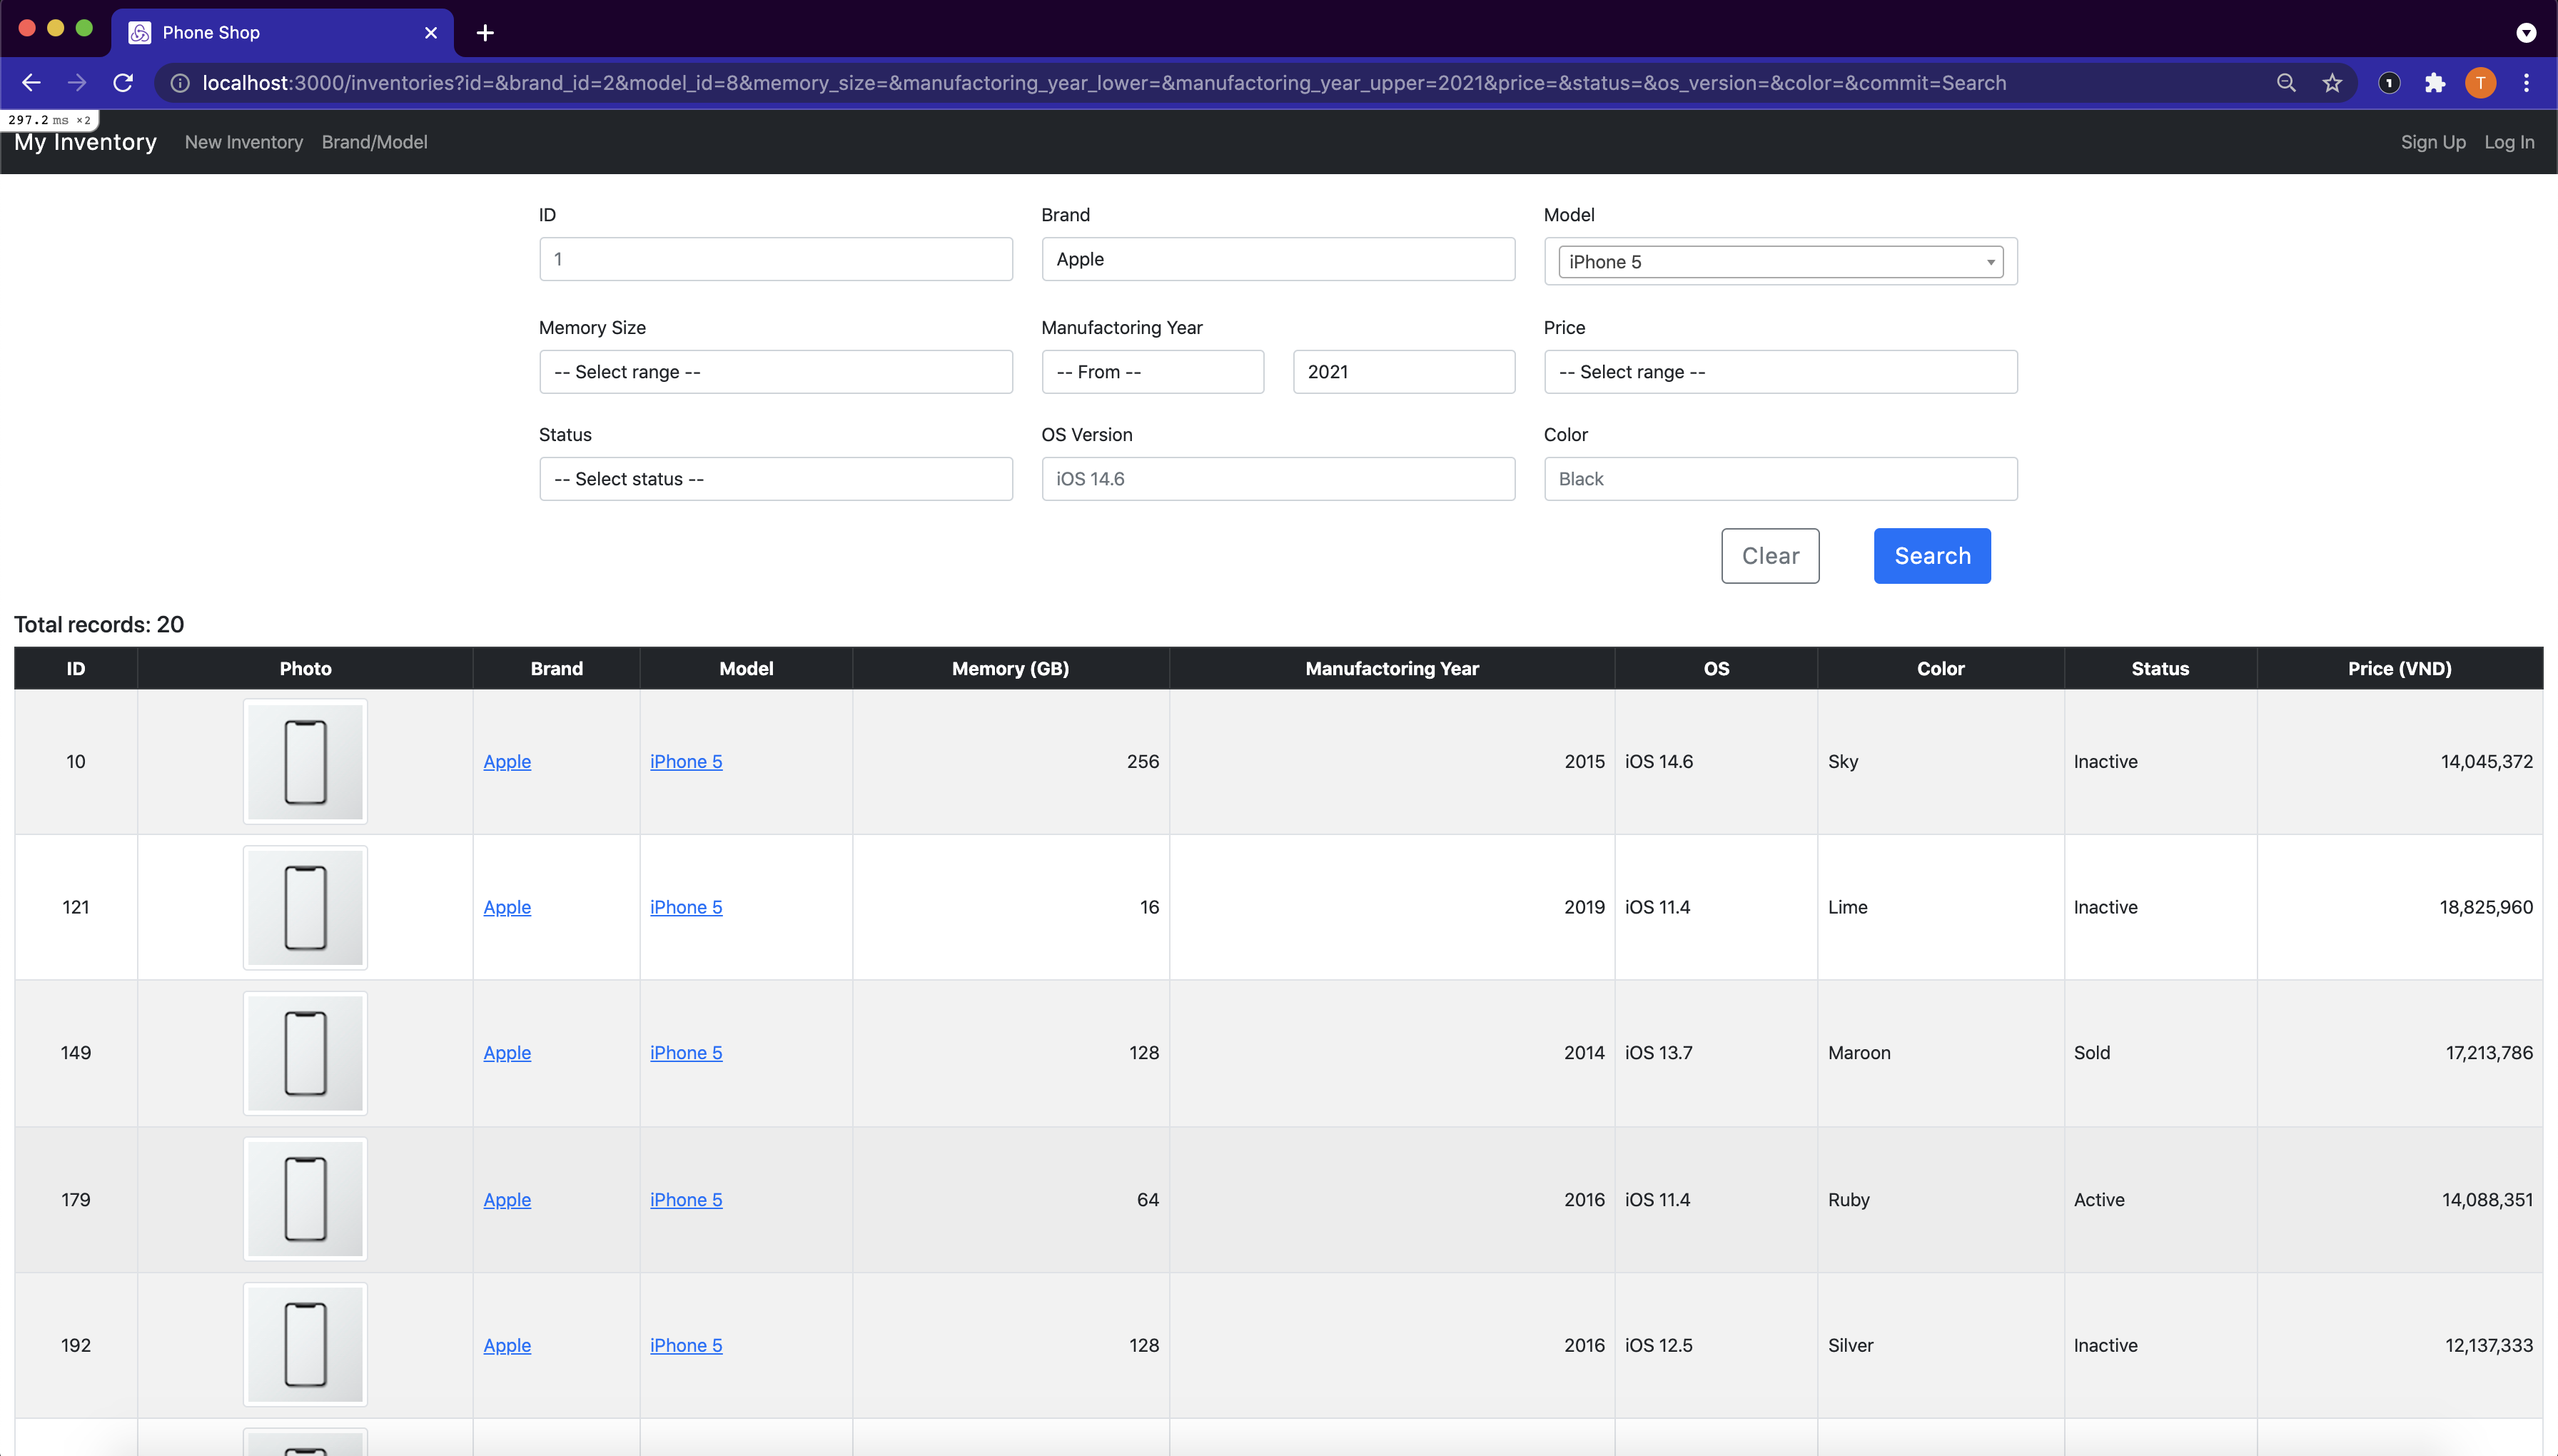 Phone Shop
localhost:3000/inventories?id=&brand_id=2&model_id=8&memory_size=&manufactoring_year_lower=&manufactoring_year_upper=2021&price=&status=&os_version=&color=&commit=Search
1
T
297.2 ms ×2
My Inventory New Inventory Brand/Model Sign Up Log In
ID Brand Model
1 Apple iPhone 5
Memory Size Manufactoring Year Price
-- Select range -- -- From -- 2021 -- Select range --
Status OS Version Color
-- Select status -- iOS 14.6 Black
Clear Search
Total records: 20
ID Photo Brand Model Memory (GB) Manufactoring Year OS Color Status Price (VND)
10 Apple iPhone 5 256 2015 iOS 14.6 Sky Inactive 14,045,372
121 Apple iPhone 5 16 2019 iOS 11.4 Lime Inactive 18,825,960
149 Apple iPhone 5 128 2014 iOS 13.7 Maroon Sold 17,213,786
179 Apple iPhone 5 64 2016 iOS 11.4 Ruby Active 14,088,351
192 Apple iPhone 5 128 2016 iOS 12.5 Silver Inactive 12,137,333